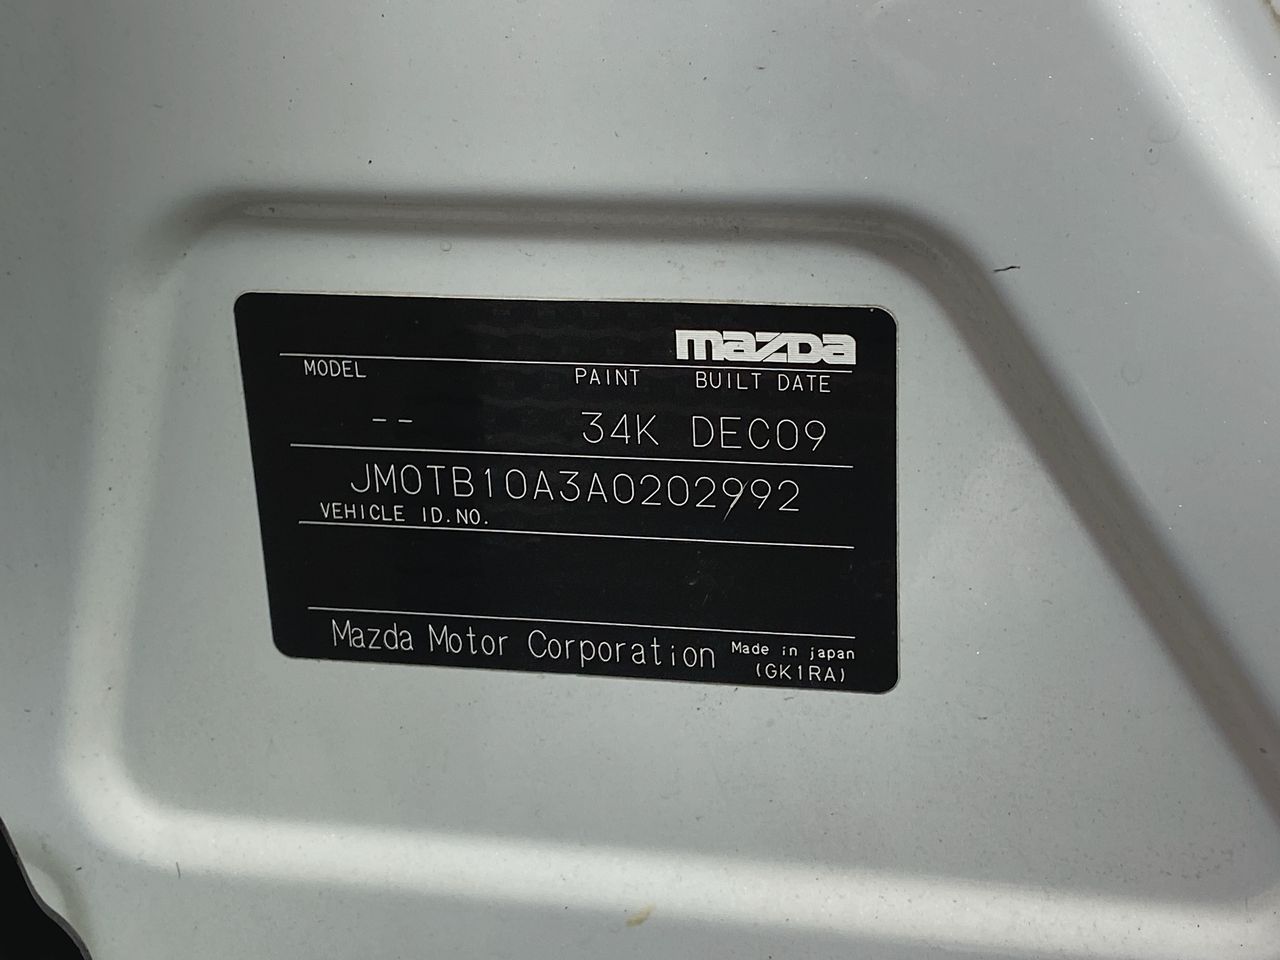 mazda
MODEL PAINT BUILT DATE
-- 34K DEC09
JM0TB10A3A0202992
VEHICLE ID.NO.
Mazda Motor Corporation Made in japan
(GK1RA)